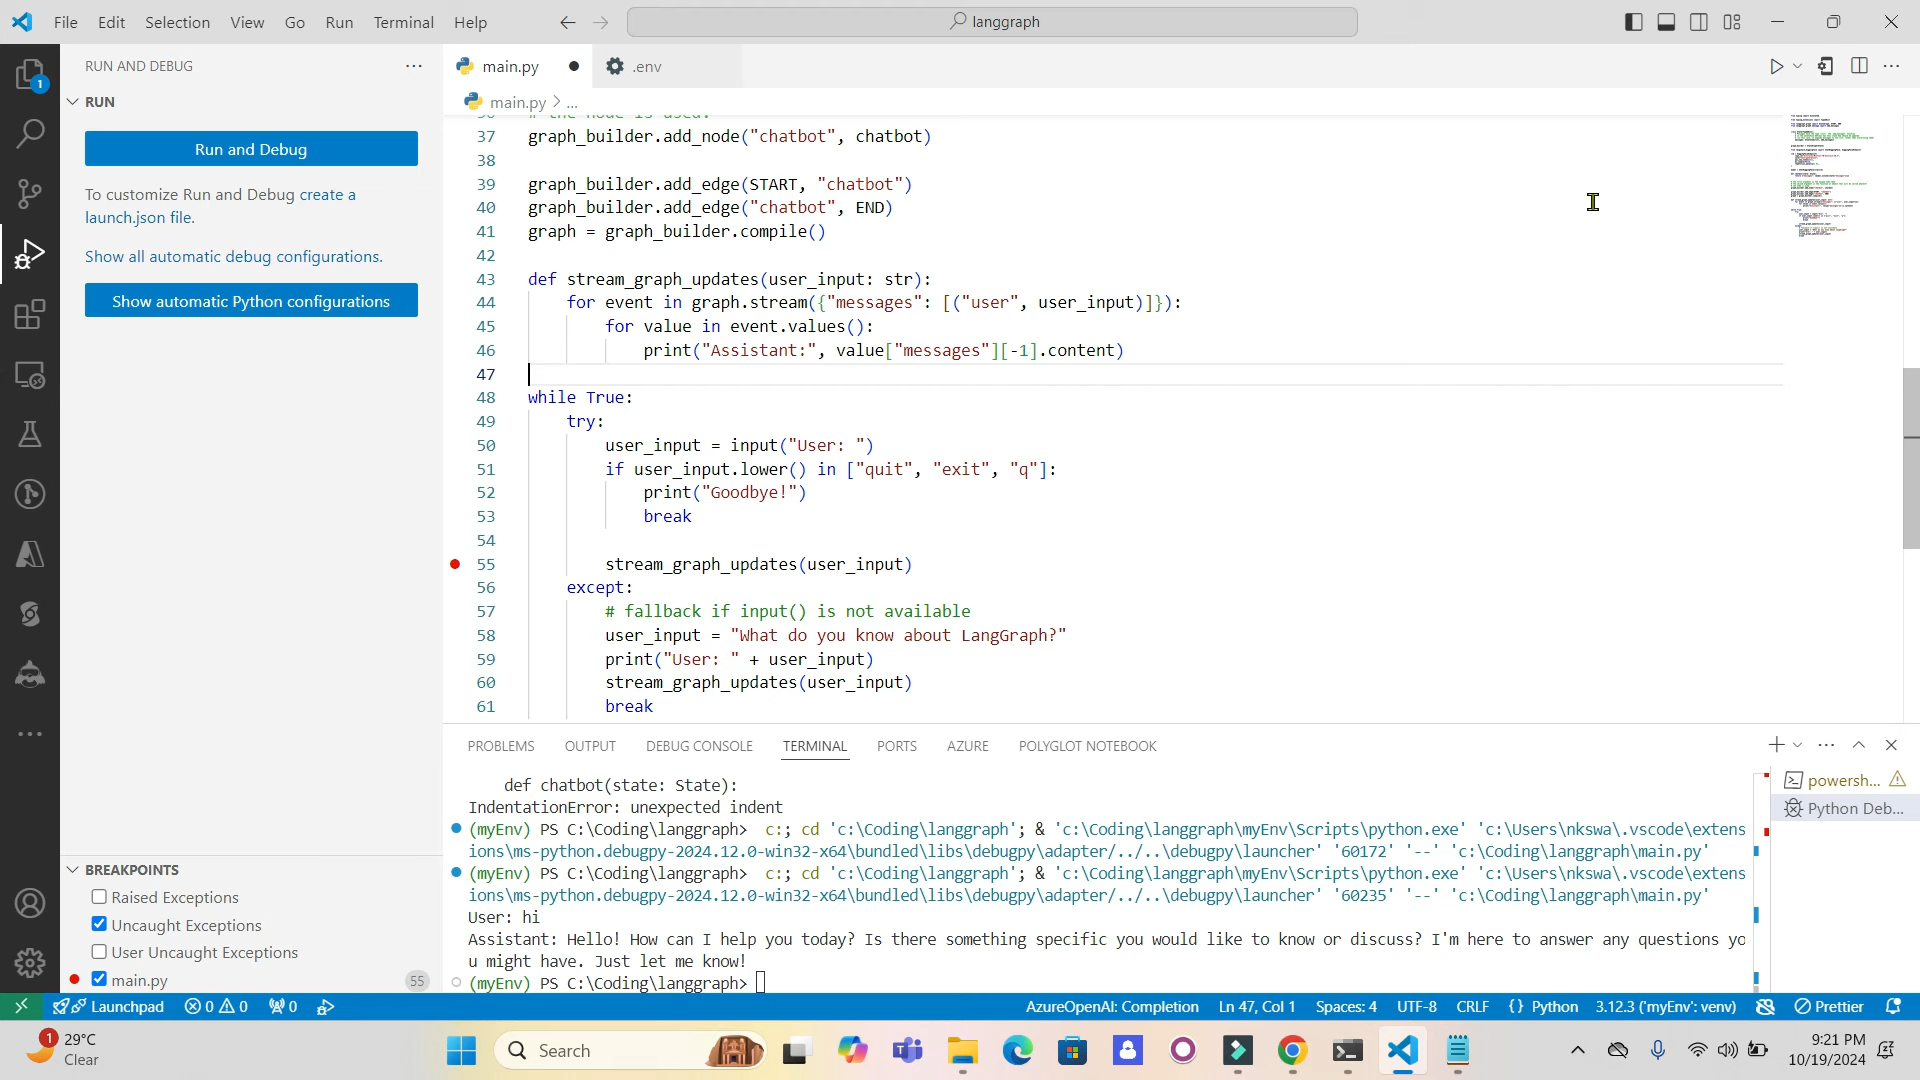 File Edit Selection View Go Run Terminal Help
langgraph
RUN AND DEBUG
RUN
Run and Debug
To customize Run and Debug create a
launch.json file.
Show all automatic debug configurations.
Show automatic Python configurations
BREAKPOINTS
Raised Exceptions
Uncaught Exceptions
User Uncaught Exceptions
main.py 55
1
main.py .env
main.py > ...
# the node is used.
37 graph_builder.add_node("chatbot", chatbot)
38
39 graph_builder.add_edge(START, "chatbot")
40 graph_builder.add_edge("chatbot", END)
41 graph = graph_builder.compile()
42
43 def stream_graph_updates(user_input: str):
44 for event in graph.stream({"messages": [("user", user_input)]}):
45 for value in event.values():
46 print("Assistant:", value["messages"][-1].content)
47
48 while True:
49 try:
50 user_input = input("User: ")
51 if user_input.lower() in ["quit", "exit", "q"]:
52 print("Goodbye!")
53 break
54
55 stream_graph_updates(user_input)
56 except:
57 # fallback if input() is not available
58 user_input = "What do you know about LangGraph?"
59 print("User: " + user_input)
60 stream_graph_updates(user_input)
61 break
PROBLEMS OUTPUT DEBUG CONSOLE TERMINAL PORTS AZURE POLYGLOT NOTEBOOK
powersh...
Python Deb...
def chatbot(state: State):
IndentationError: unexpected indent
(myEnv) PS C:\Coding\langgraph> c:; cd 'c:\Coding\langgraph'; & 'c:\Coding\langgraph\myEnv\Scripts\python.exe' 'c:\Users\nkswa\.vscode\extens
ions\ms-python.debugpy-2024.12.0-win32-x64\bundled\libs\debugpy\adapter/../..\debugpy\launcher' '60172' '--' 'c:\Coding\langgraph\main.py'
(myEnv) PS C:\Coding\langgraph> c:; cd 'c:\Coding\langgraph'; & 'c:\Coding\langgraph\myEnv\Scripts\python.exe' 'c:\Users\nkswa\.vscode\extens
ions\ms-python.debugpy-2024.12.0-win32-x64\bundled\libs\debugpy\adapter/../..\debugpy\launcher' '60235' '--' 'c:\Coding\langgraph\main.py'
User: hi
Assistant: Hello! How can I help you today? Is there something specific you would like to know or discuss? I'm here to answer any questions yo
u might have. Just let me know!
(myEnv) PS C:\Coding\langgraph>
Launchpad 0 0 0 AzureOpenAI: Completion Ln 47, Col 1 Spaces: 4 UTF-8 CRLF {} Python 3.12.3 ('myEnv': venv) Prettier
1 29°C
Clear
Search
9:21 PM
10/19/2024